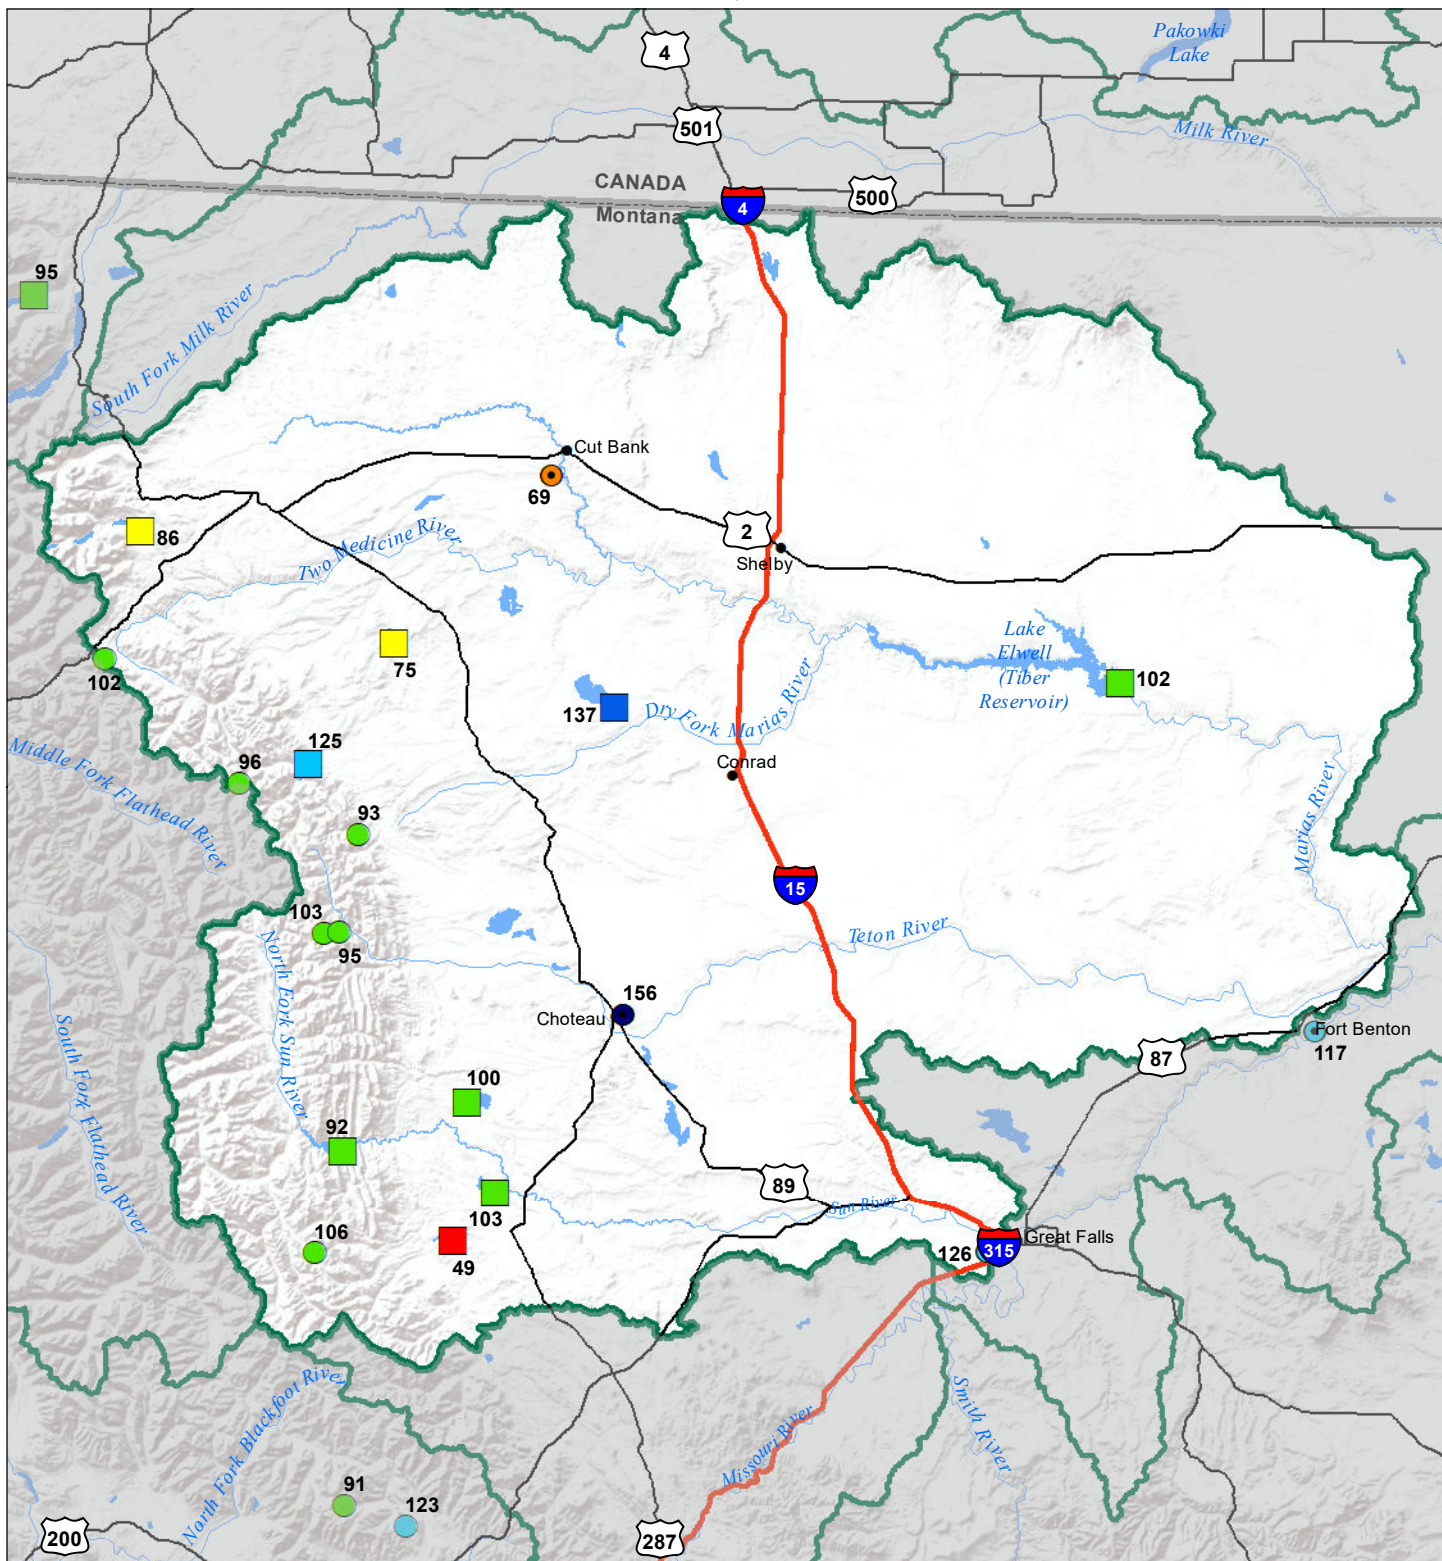 4
Pakowki
Lake
501
Milk River
CANADA
500
4
Montana
95
South Fork Milk River
Cut Bank
69
86
2
Two Medicine River
Shelby
Lake
Elwell
(Tiber
Reservoir)
75
102
102
137
Dry Fork Marias River
125
Middle Fork Flathead River
96
Conrad
93
Marias River
15
103
95
North Fork Sun River
Teton River
156
Choteau
South Fork Flathead River
Fort Benton
117
87
100
92
89
103
Sun River
106
49
126
315
Great Falls
North Fork Blackfoot River
Smith River
Missouri River
91
123
200
287